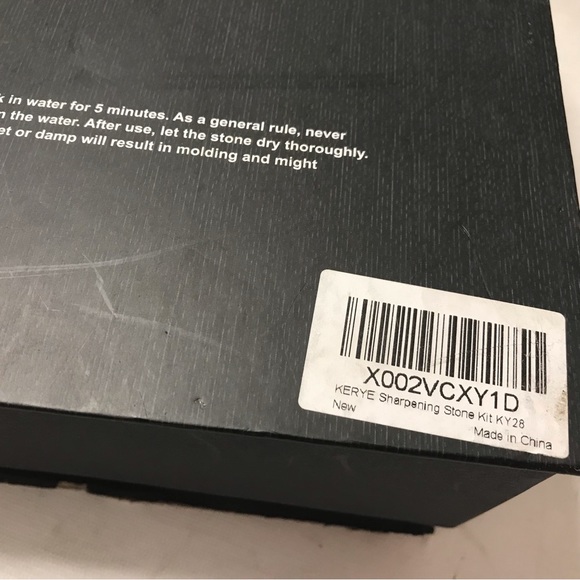 in water for 5 minutes. As a general rule, never
the water. After use, let the stone dry thoroughly.
or damp will result in molding and might
X002VCXY1D
KERYE Sharpening Stone Kit KY28
New
Made in China